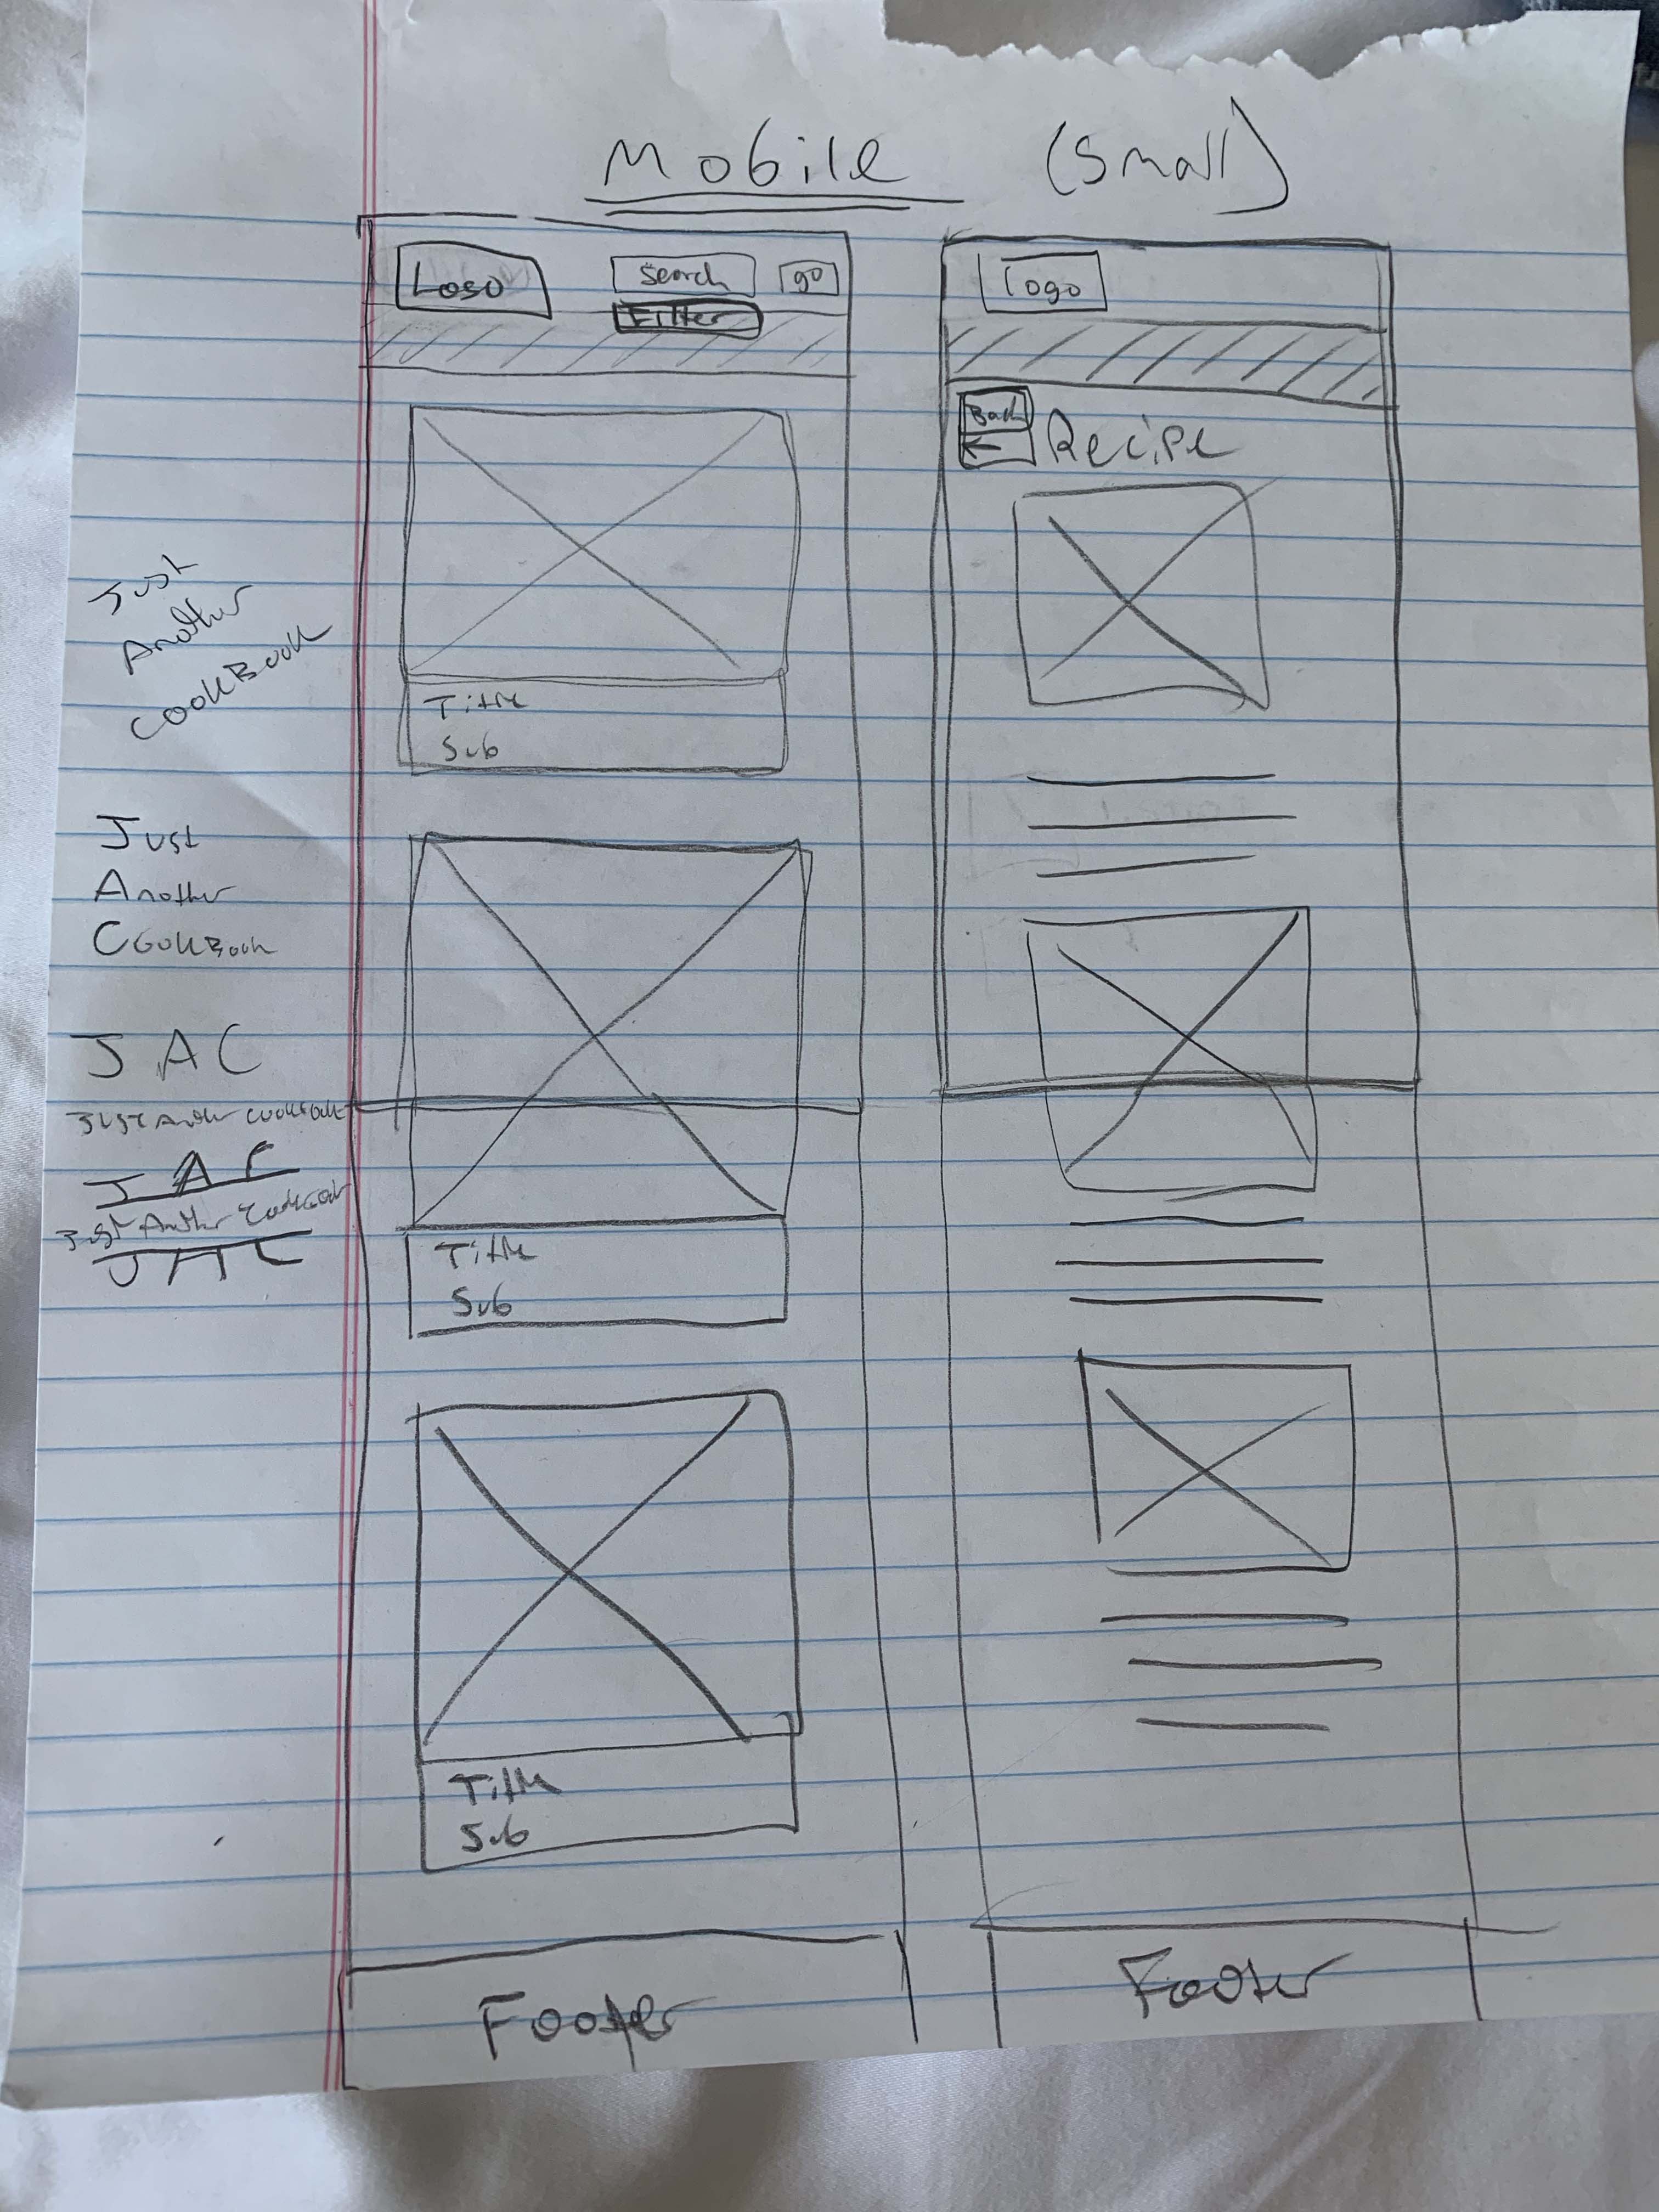 Mobile (Small)
Logo
Search
go
Filter
Title
Sub
Title
Sub
Title
Sub
Footer
Logo
Back
Recipe
Footer
Just
Another
CookBook
Just
Another
CookBook
JAC
Just Another Cookbook
JAC
Just Another Cookbook
JAC